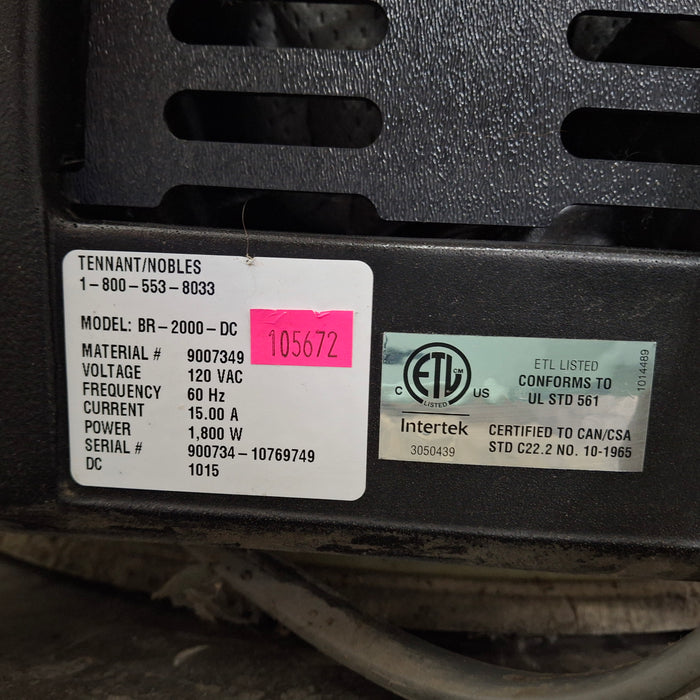 TENNANT/NOBLES
1-800-553-8033
MODEL: BR-2000-DC
105672
MATERIAL # 9007349
VOLTAGE 120 VAC
FREQUENCY 60 Hz
CURRENT 15.00 A
POWER 1,800 W
SERIAL # 900734-10769749
DC 1015
ETL CM
LISTED
C US
Intertek
3050439
ETL LISTED
CONFORMS TO
UL STD 561
CERTIFIED TO CAN/CSA
STD C22.2 NO. 10-1965
1014489